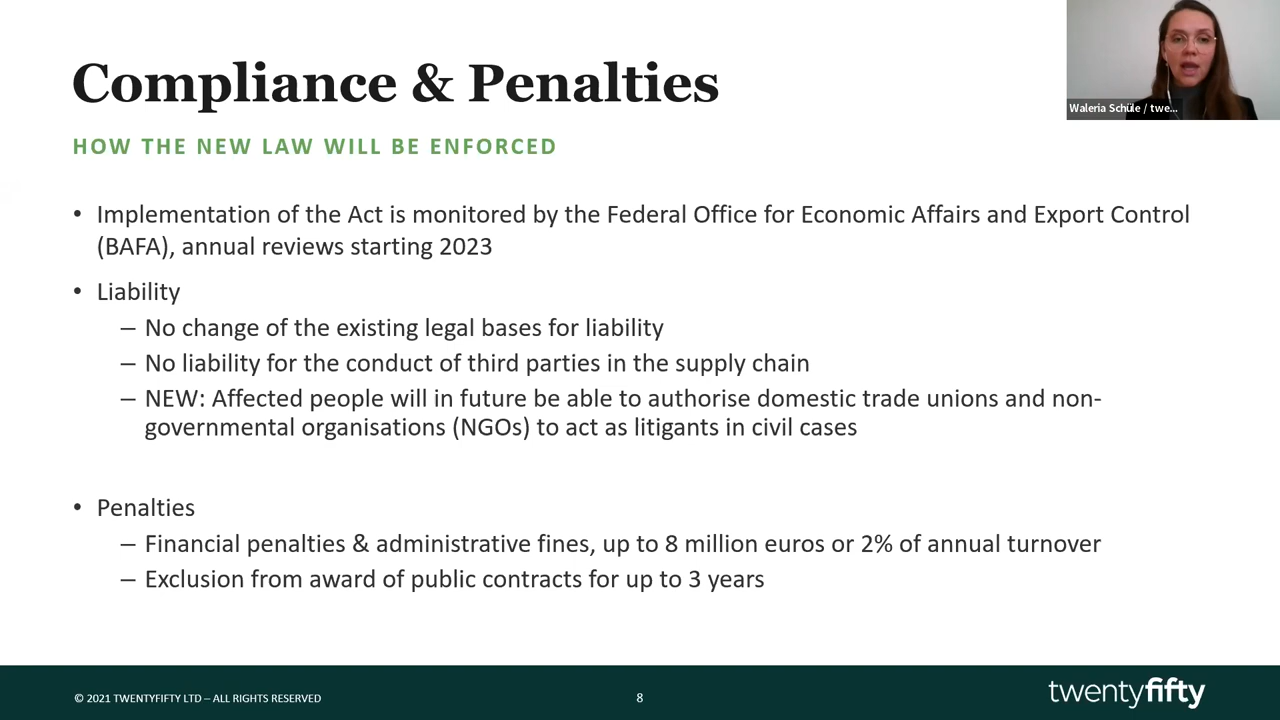 Compliance & Penalties
Waleria Schüle / twe...
HOW THE NEW LAW WILL BE ENFORCED
• Implementation of the Act is monitored by the Federal Office for Economic Affairs and Export Control
(BAFA), annual reviews starting 2023
• Liability
– No change of the existing legal bases for liability
– No liability for the conduct of third parties in the supply chain
– NEW: Affected people will in future be able to authorise domestic trade unions and non-
governmental organisations (NGOs) to act as litigants in civil cases
• Penalties
– Financial penalties & administrative fines, up to 8 million euros or 2% of annual turnover
– Exclusion from award of public contracts for up to 3 years
© 2021 TWENTYFIFTY LTD – ALL RIGHTS RESERVED
8
twentyfifty